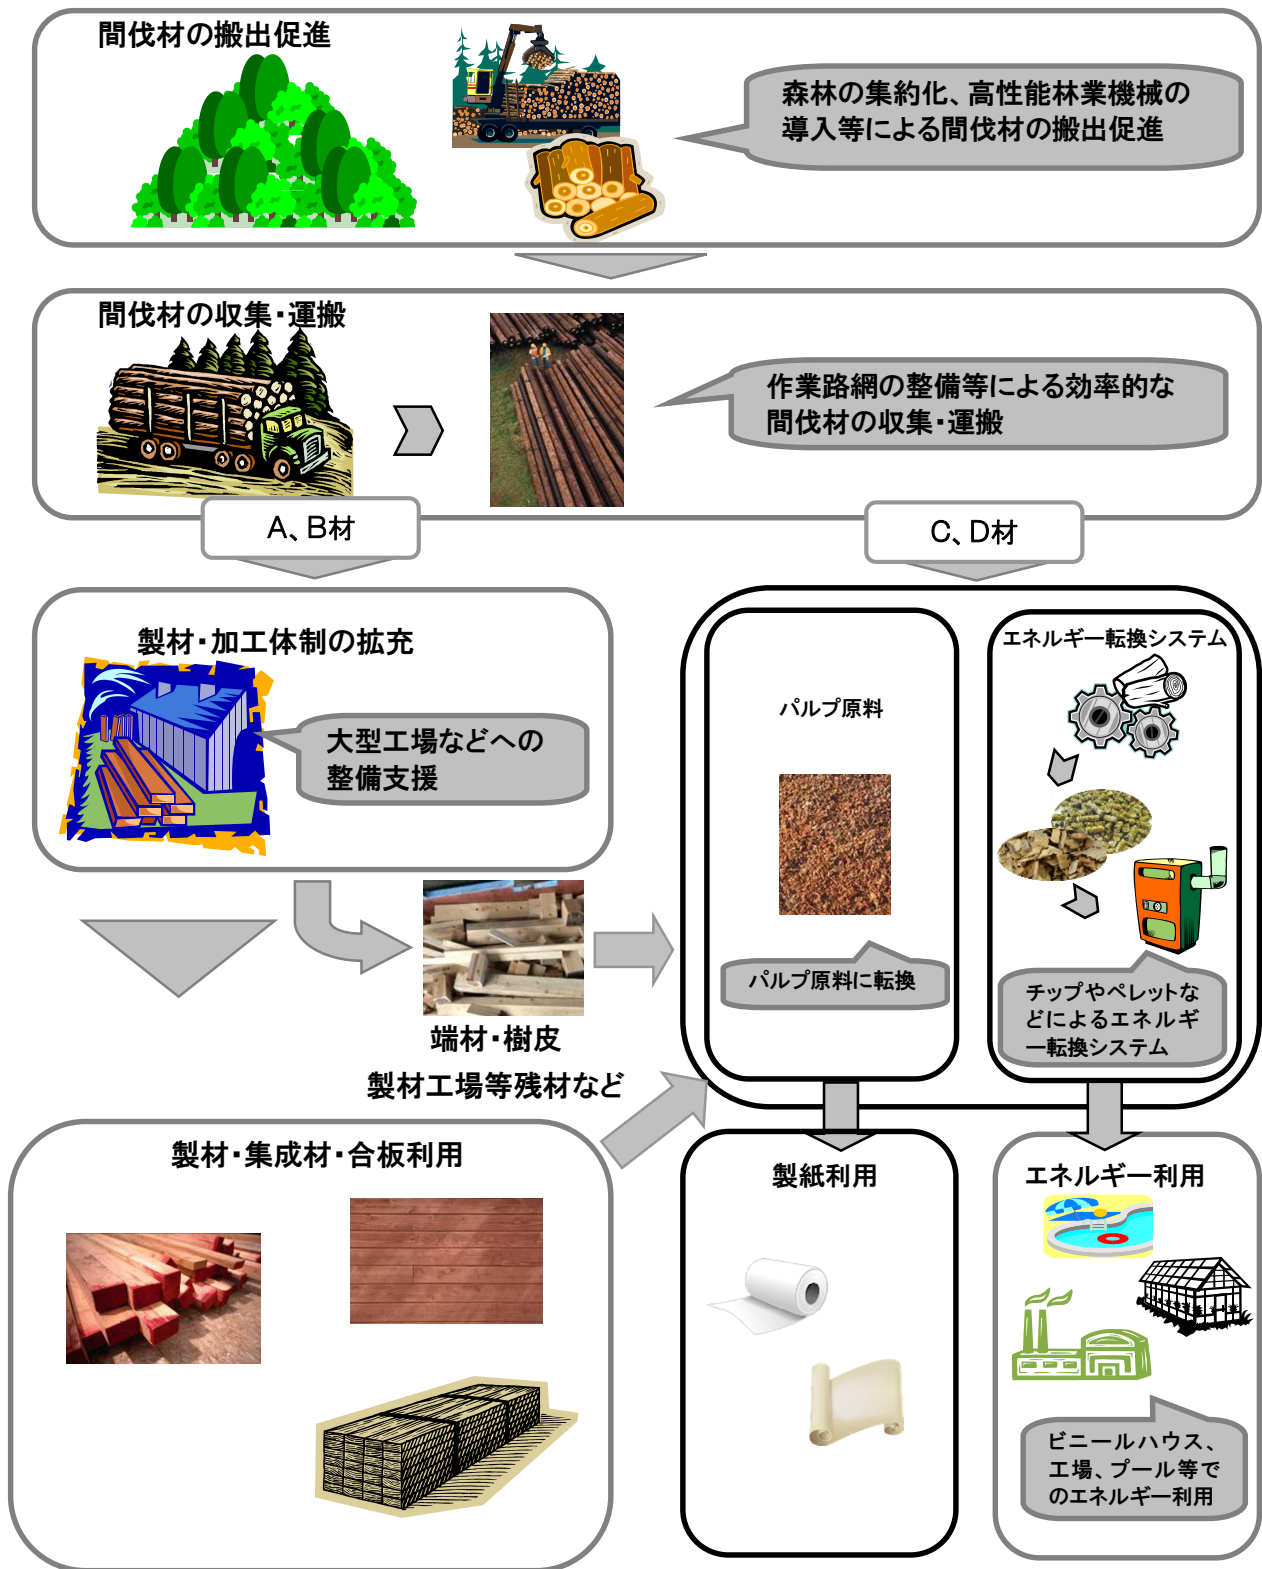 間伐材の搬出促進
森林の集約化、高性能林業機械の
導入等による間伐材の搬出促進
間伐材の収集・運搬
作業路網の整備等による効率的な
間伐材の収集・運搬
A、B材
C、D材
製材・加工体制の拡充
大型工場などへの
整備支援
パルプ原料
パルプ原料に転換
エネルギー転換システム
チップやペレットな
どによるエネルギ
ー転換システム
端材・樹皮
製材工場等残材など
製材・集成材・合板利用
製紙利用
エネルギー利用
ビニールハウス、
工場、プール等で
のエネルギー利用